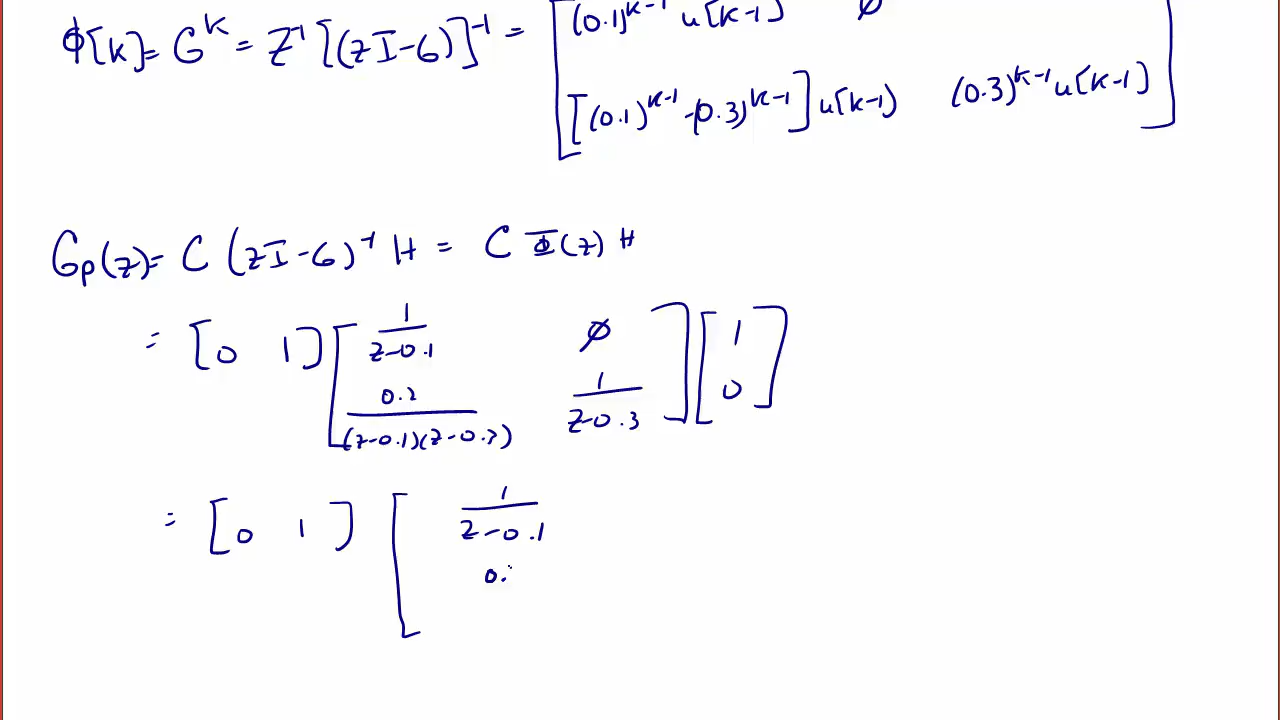 Φ[k] = G^k = Z^-1 [(zI-G)]^-1 = [ (0.1)^k-1 u[k-1] ∅
[(0.1)^k-1 - (0.3)^k-1] u[k-1) (0.3)^k-1 u[k-1) ]
Gp(z) = C (zI-G)^-1 H = C Φ(z) H
= [0 1] [ 1/(z-0.1) ∅ ] [ 1 ]
[ 0.2/((z-0.1)(z-0.3)) 1/(z-0.3) ] [ 0 ]
= [0 1] [ 1/(z-0.1)
0.